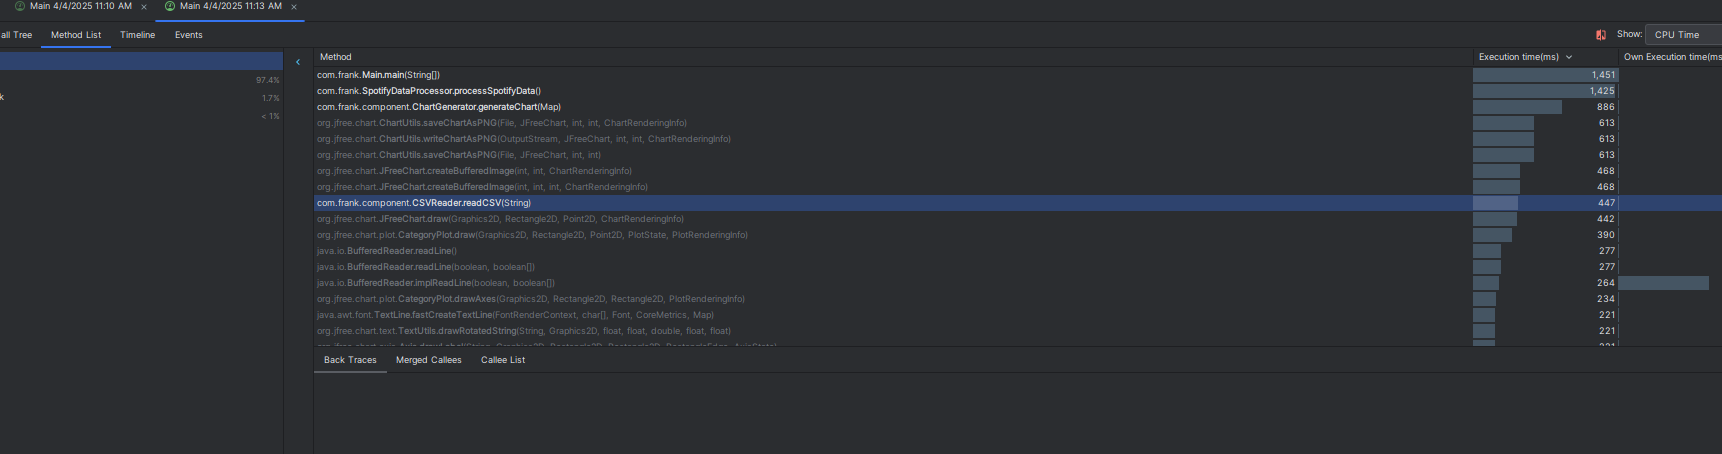 Main 4/4/2025 11:10 AM × Main 4/4/2025 11:13 AM ×
all Tree Method List Timeline Events Show: CPU Time
97.4%
k 1.7%
< 1%
Method Execution time(ms) Own Execution time(ms
com.frank.Main.main(String[]) 1,451
com.frank.SpotifyDataProcessor.processSpotifyData() 1,425
com.frank.component.ChartGenerator.generateChart(Map) 886
org.jfree.chart.ChartUtils.saveChartAsPNG(File, JFreeChart, int, int, ChartRenderingInfo) 613
org.jfree.chart.ChartUtils.writeChartAsPNG(OutputStream, JFreeChart, int, int, ChartRenderingInfo) 613
org.jfree.chart.ChartUtils.saveChartAsPNG(File, JFreeChart, int, int) 613
org.jfree.chart.JFreeChart.createBufferedImage(int, int, ChartRenderingInfo) 468
org.jfree.chart.JFreeChart.createBufferedImage(int, int, int, ChartRenderingInfo) 468
com.frank.component.CSVReader.readCSV(String) 447
org.jfree.chart.JFreeChart.draw(Graphics2D, Rectangle2D, Point2D, ChartRenderingInfo) 442
org.jfree.chart.plot.CategoryPlot.draw(Graphics2D, Rectangle2D, Point2D, PlotState, PlotRenderingInfo) 390
java.io.BufferedReader.readLine() 277
java.io.BufferedReader.readLine(boolean, boolean[]) 277
java.io.BufferedReader.implReadLine(boolean, boolean[]) 264
org.jfree.chart.plot.CategoryPlot.drawAxes(Graphics2D, Rectangle2D, Rectangle2D, PlotRenderingInfo) 234
java.awt.font.TextLine.fastCreateTextLine(FontRenderContext, char[], Font, CoreMetrics, Map) 221
org.jfree.chart.text.TextUtils.drawRotatedString(String, Graphics2D, float, float, double, float, float) 221
Back Traces Merged Callees Callee List